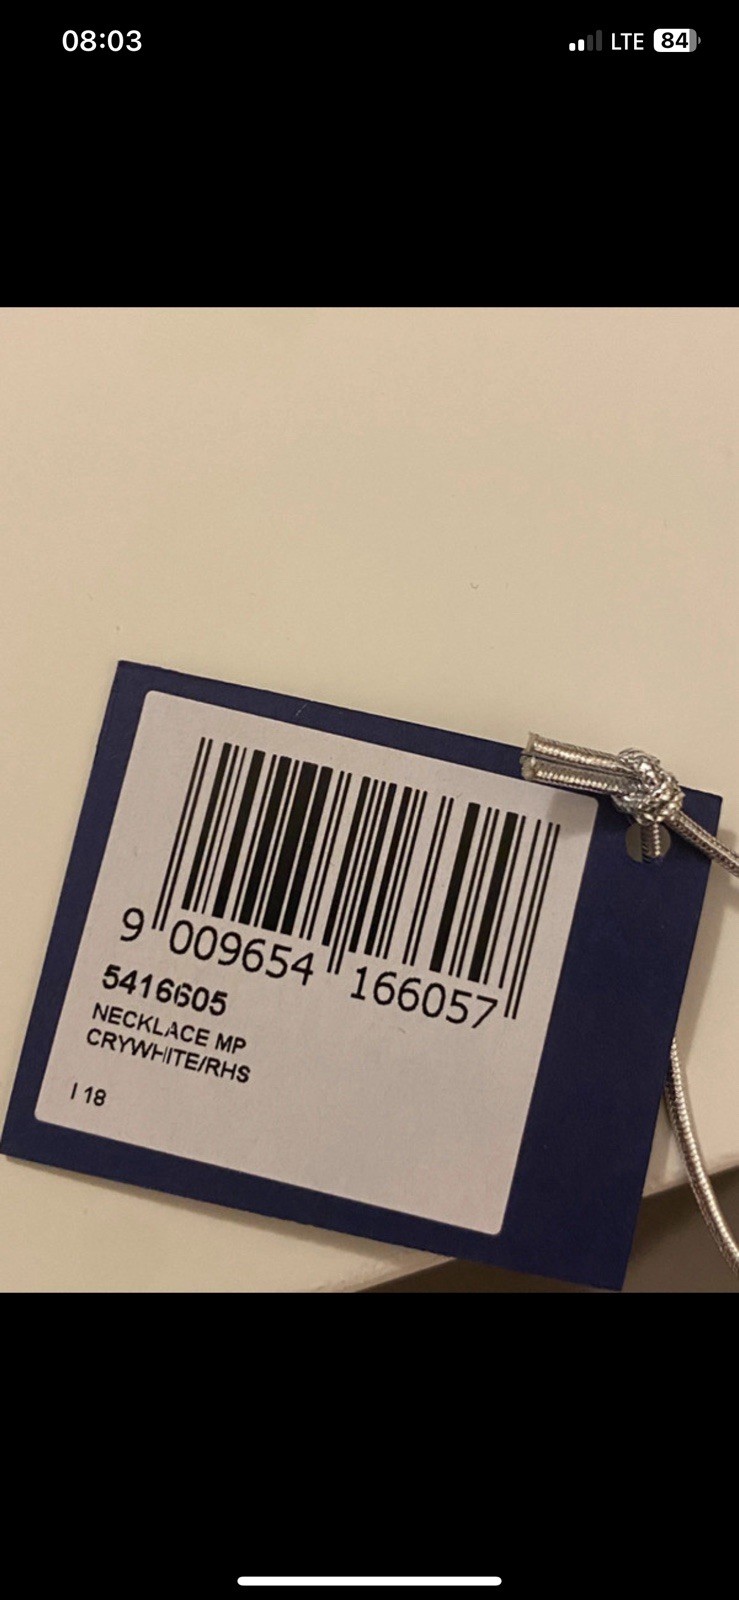 08:03 LTE 84
9 009654 166057
5416605
NECKLACE MP
CRYWHITE/RHS
I 18